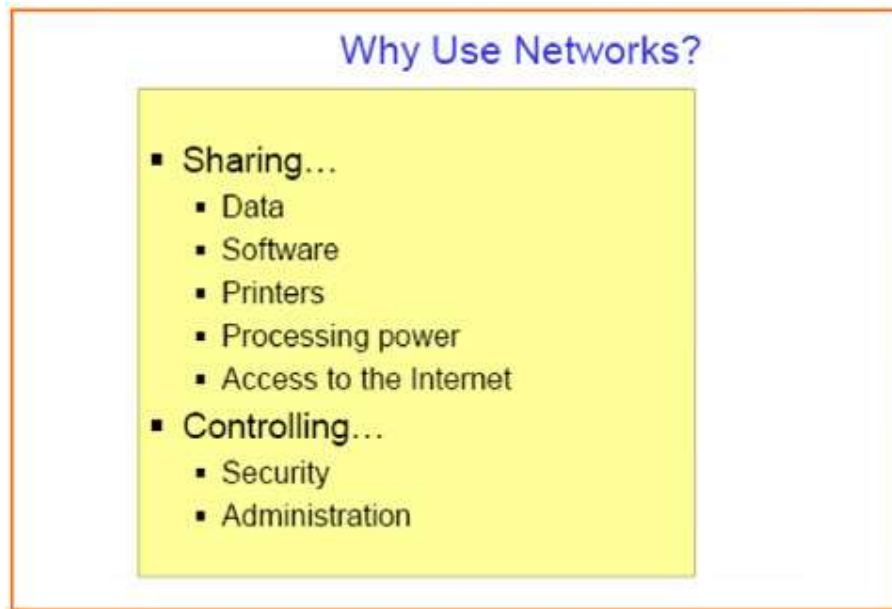 Why Use Networks?
▪ Sharing…
▪ Data
▪ Software
▪ Printers
▪ Processing power
▪ Access to the Internet
▪ Controlling…
▪ Security
▪ Administration